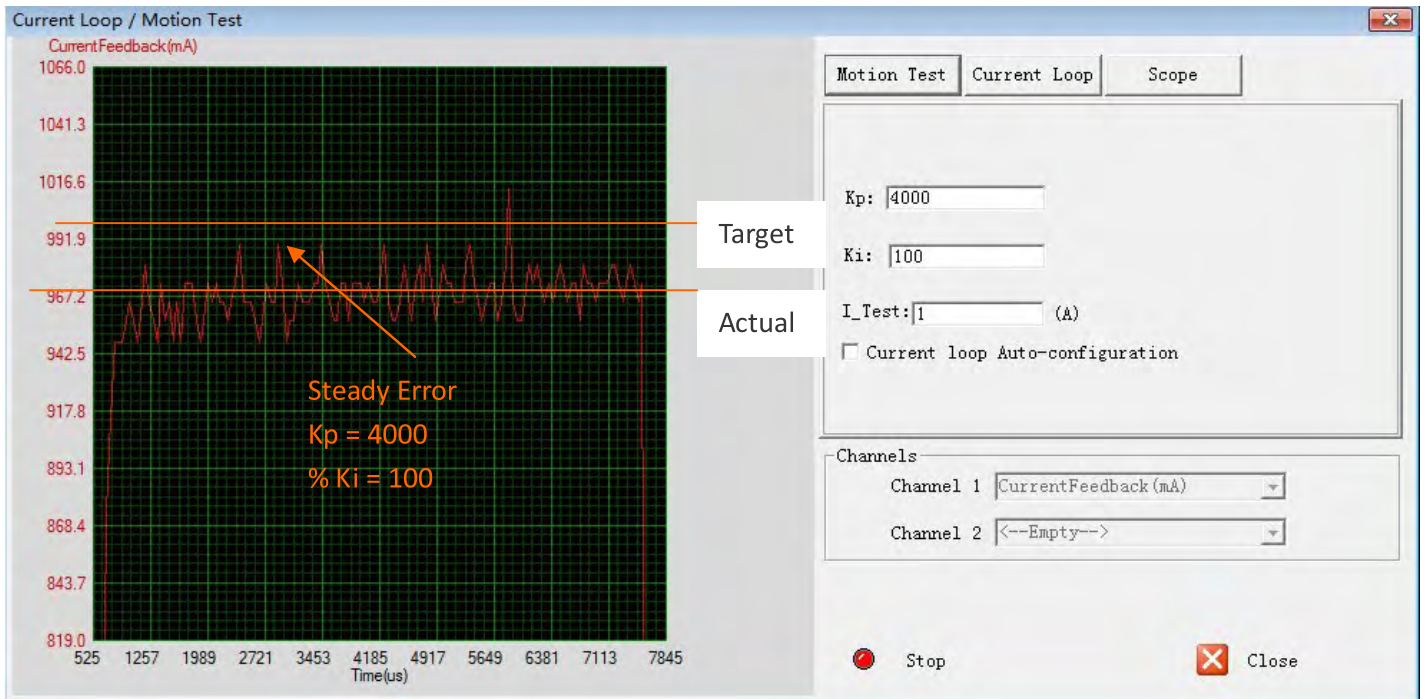 Current Loop / Motion Test
CurrentFeedback(mA)
1066.0
1041.3
1016.6
991.9
967.2
942.5
917.8
893.1
868.4
843.7
819.0
525 1257 1989 2721 3453 4185 4917 5649 6381 7113 7845
Time(us)
Target
Actual
Steady Error
Kp = 4000
% Ki = 100
Motion Test Current Loop Scope
Kp: 4000
Ki: 100
I_Test: 1 (A)
Current loop Auto-configuration
Channels
Channel 1 CurrentFeedback(mA)
Channel 2 <--Empty-->
Stop Close